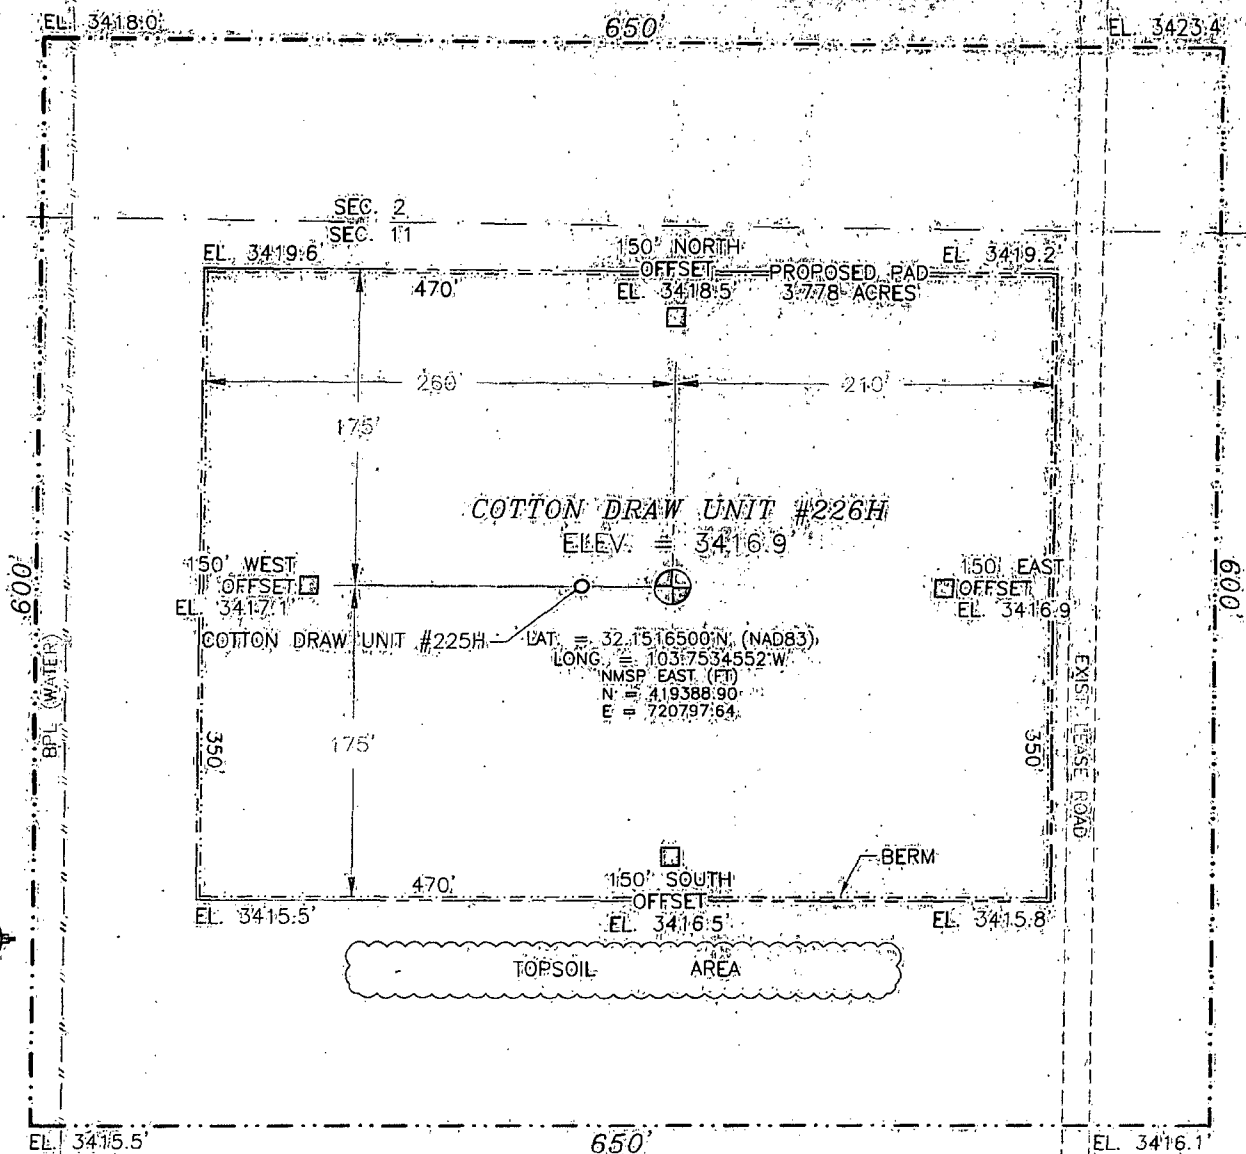 EL. 3418.0'
650'
EL. 3423.4'
SEC. 2
SEC. 11
EL. 3419.6'
150' NORTH
OFFSET
EL. 3418.5'
EL. 3419.2'
PROPOSED PAD
3.778 ACRES
470'
260'
210'
175'
COTTON DRAW UNIT #226H
ELEV. = 3416.9'
150' WEST
OFFSET
EL. 3417.1'
150' EAST
OFFSET
EL. 3416.9'
600'
600'
COTTON DRAW UNIT #225H
LAT. = 32.1516500°N (NAD83)
LONG. = 103.7534552°W
NMSP EAST (FT)
N = 419388.90
E = 720797.64
BPL (WATER)
EXIST. LEASE ROAD
350'
175'
350'
BERM
470'
150' SOUTH
OFFSET
EL. 3416.5'
EL. 3415.5'
EL. 3415.8'
TOPSOIL AREA
EL. 3415.5'
650'
EL. 3416.1'